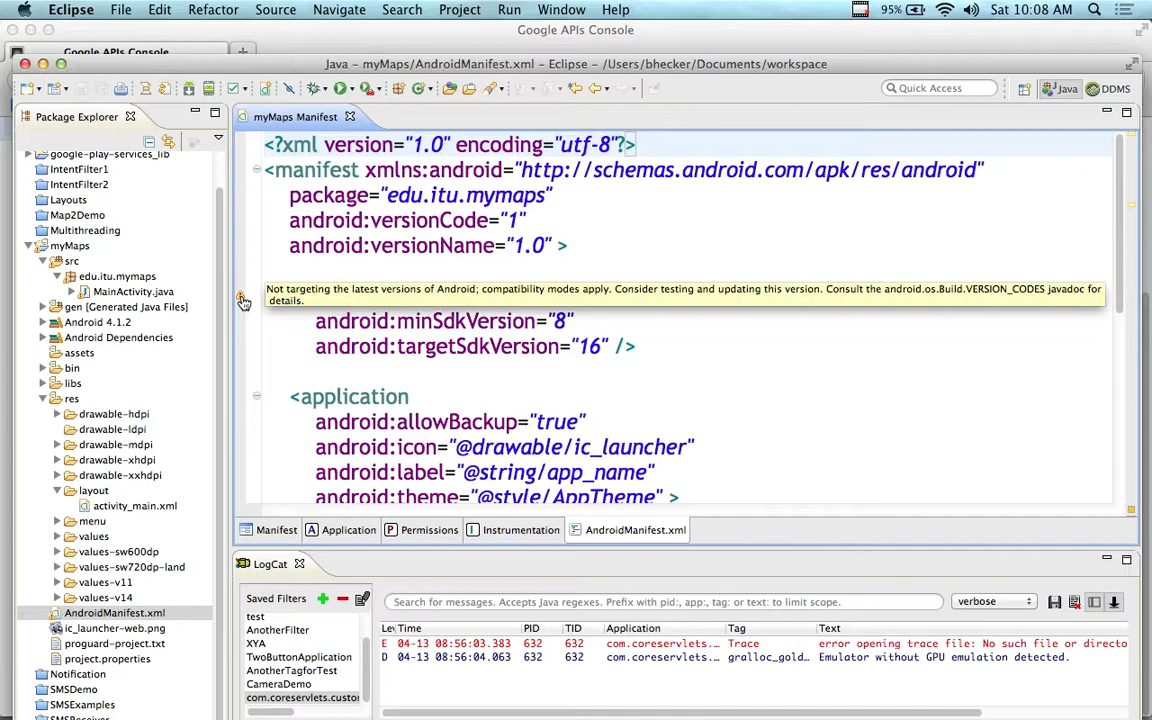 Eclipse File Edit Refactor Source Navigate Search Project Run Window Help 95% Sat 10:08 AM
Google APIs Console
Google APIs Console
Java - myMaps/AndroidManifest.xml - Eclipse - /Users/bhecker/Documents/workspace
Quick Access Java DDMS
Package Explorer
google-play-services_lib
IntentFilter1
IntentFilter2
Layouts
Map2Demo
Multithreading
myMaps
src
edu.itu.mymaps
MainActivity.java
gen [Generated Java Files]
Android 4.1.2
Android Dependencies
assets
bin
libs
res
drawable-hdpi
drawable-ldpi
drawable-mdpi
drawable-xhdpi
drawable-xxhdpi
layout
activity_main.xml
menu
values
values-sw600dp
values-sw720dp-land
values-v11
values-v14
AndroidManifest.xml
ic_launcher-web.png
proguard-project.txt
project.properties
Notification
SMSDemo
SMSExamples
SMSReceiver
myMaps Manifest
<?xml version="1.0" encoding="utf-8"?>
<manifest xmlns:android="http://schemas.android.com/apk/res/android"
package="edu.itu.mymaps"
android:versionCode="1"
android:versionName="1.0" >
Not targeting the latest versions of Android; compatibility modes apply. Consider testing and updating this version. Consult the android.os.Build.VERSION_CODES javadoc for
details.
android:minSdkVersion="8"
android:targetSdkVersion="16" />
<application
android:allowBackup="true"
android:icon="@drawable/ic_launcher"
android:label="@string/app_name"
android:theme="@style/AppTheme" >
Manifest A Application P Permissions I Instrumentation AndroidManifest.xml
LogCat
Saved Filters
test
AnotherFilter
XYA
TwoButtonApplication
AnotherTagforTest
CameraDemo
com.coreservlets.custor
Search for messages. Accepts Java regexes. Prefix with pid:, app:, tag: or text: to limit scope. verbose
Time PID TID Application Tag Text
E 04-13 08:56:03.383 632 632 com.coreservlets.... Trace error opening trace file: No such file or directo
D 04-13 08:56:04.063 632 632 com.coreservlets.... gralloc_gold... Emulator without GPU emulation detected.